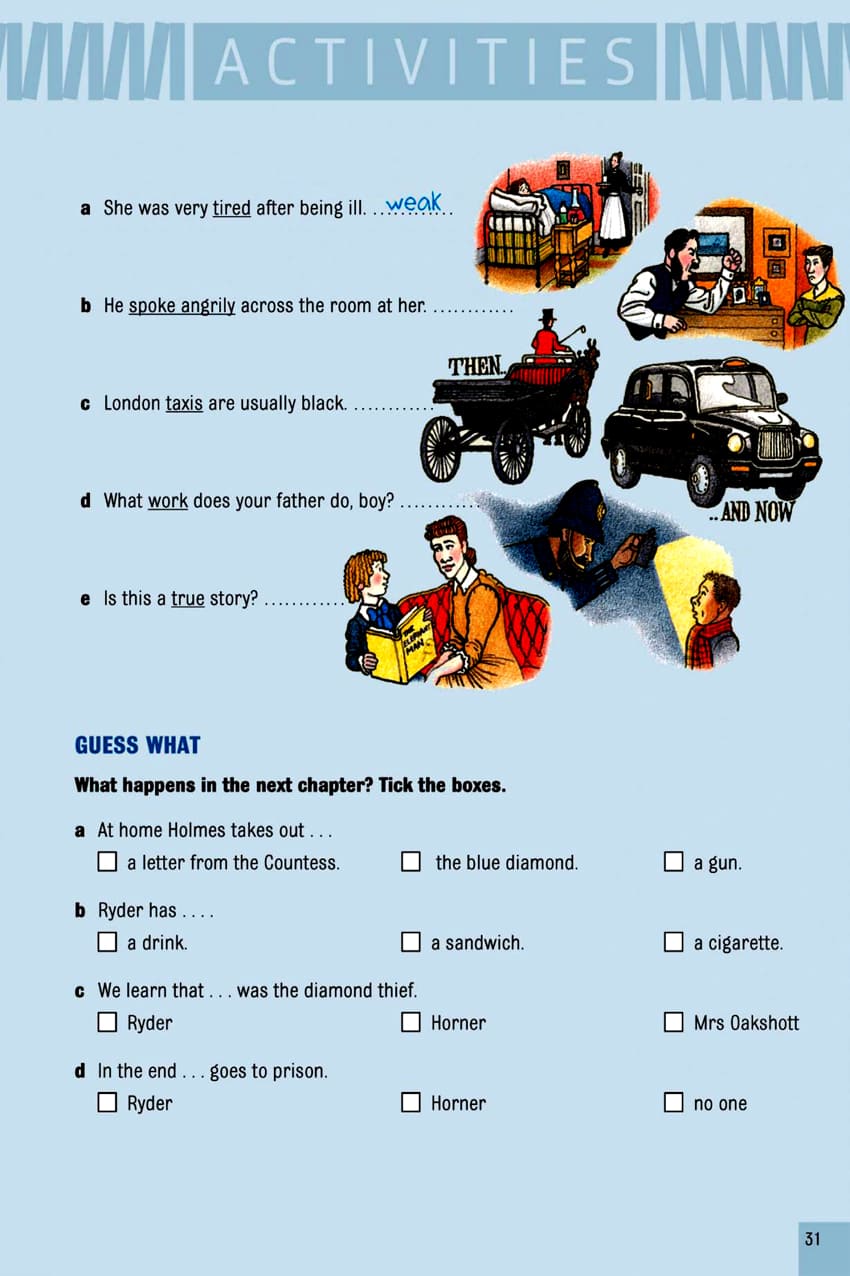 ACTIVITIES
a She was very tired after being ill. ...weak...
b He spoke angrily across the room at her. ............
c London taxis are usually black. ............
d What work does your father do, boy? ............
e Is this a true story? ............
THEN..
..AND NOW
THE
ELEPHANT
MAN
GUESS WHAT
What happens in the next chapter? Tick the boxes.
a At home Holmes takes out . . .
a letter from the Countess. the blue diamond. a gun.
b Ryder has . . . .
a drink. a sandwich. a cigarette.
c We learn that . . . was the diamond thief.
Ryder Horner Mrs Oakshott
d In the end . . . goes to prison.
Ryder Horner no one
31